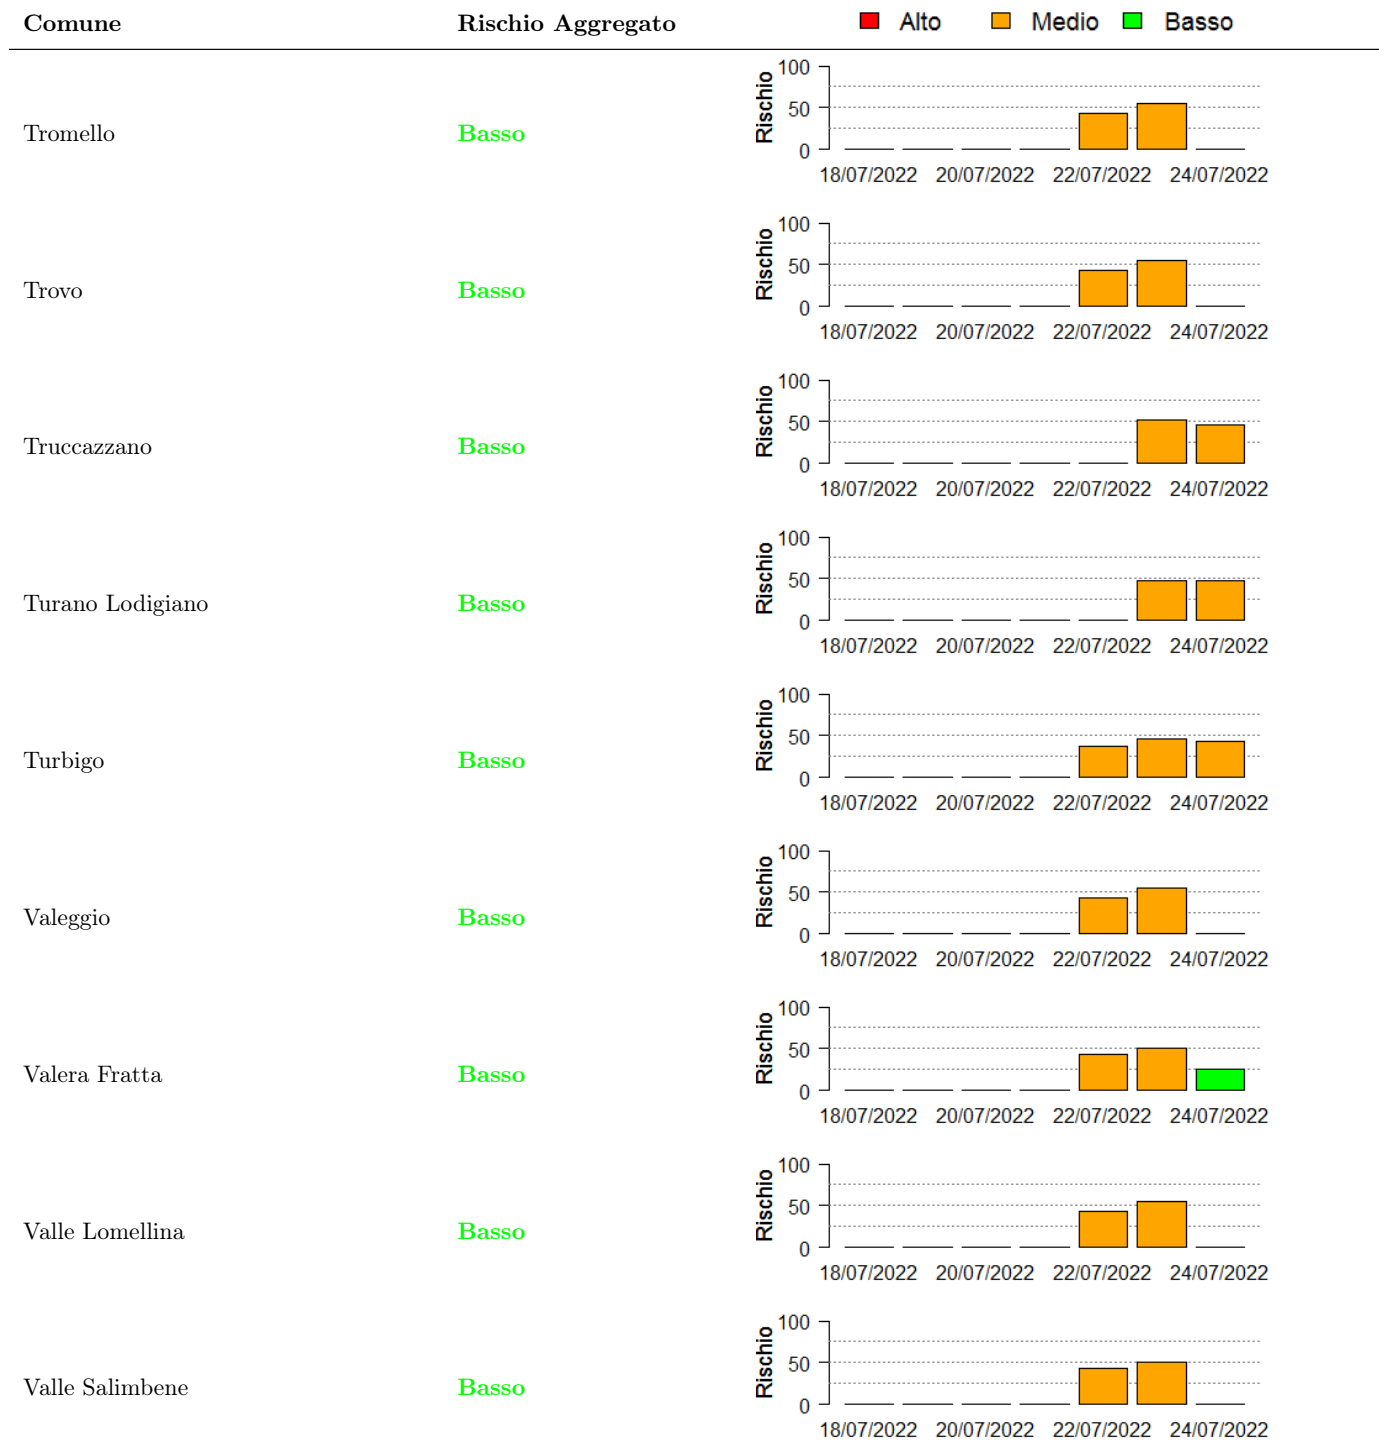 Comune Rischio Aggregato Alto Medio Basso
Tromello Basso Rischio 100 50 0
18/07/2022 20/07/2022 22/07/2022 24/07/2022
Trovo Basso Rischio 100 50 0
18/07/2022 20/07/2022 22/07/2022 24/07/2022
Truccazzano Basso Rischio 100 50 0
18/07/2022 20/07/2022 22/07/2022 24/07/2022
Turano Lodigiano Basso Rischio 100 50 0
18/07/2022 20/07/2022 22/07/2022 24/07/2022
Turbigo Basso Rischio 100 50 0
18/07/2022 20/07/2022 22/07/2022 24/07/2022
Valeggio Basso Rischio 100 50 0
18/07/2022 20/07/2022 22/07/2022 24/07/2022
Valera Fratta Basso Rischio 100 50 0
18/07/2022 20/07/2022 22/07/2022 24/07/2022
Valle Lomellina Basso Rischio 100 50 0
18/07/2022 20/07/2022 22/07/2022 24/07/2022
Valle Salimbene Basso Rischio 100 50 0
18/07/2022 20/07/2022 22/07/2022 24/07/2022